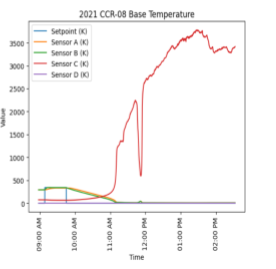 2021 CCR-08 Base Temperature
Setpoint (K)
Sensor A (K)
Sensor B (K)
Sensor C (K)
Sensor D (K)
Value
3500
3000
2500
2000
1500
1000
500
0
09:00 AM
10:00 AM
11:00 AM
12:00 PM
01:00 PM
02:00 PM
Time